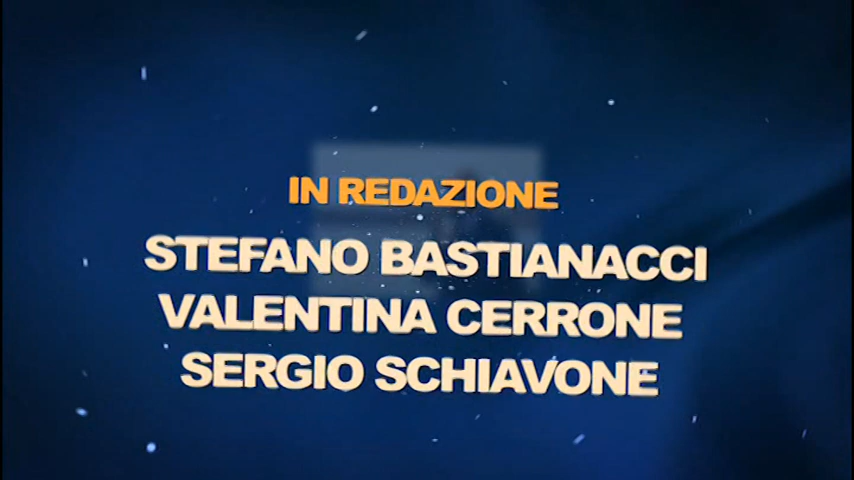 IN REDAZIONE
STEFANO BASTIANACCI
VALENTINA CERRONE
SERGIO SCHIAVONE